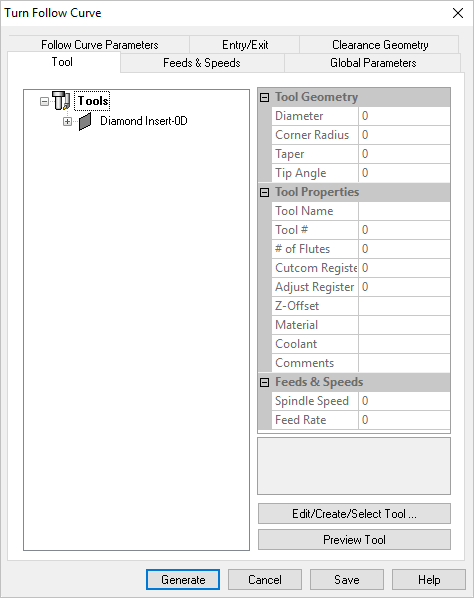 Turn Follow Curve
Follow Curve Parameters Entry/Exit Clearance Geometry
Tool Feeds & Speeds Global Parameters
Tools
Diamond Insert-0D
Tool Geometry
Diameter 0
Corner Radius 0
Taper 0
Tip Angle 0
Tool Properties
Tool Name
Tool # 0
# of Flutes 0
Cutcom Registe 0
Adjust Register 0
Z-Offset
Material
Coolant
Comments
Feeds & Speeds
Spindle Speed 0
Feed Rate 0
Edit/Create/Select Tool ...
Preview Tool
Generate Cancel Save Help